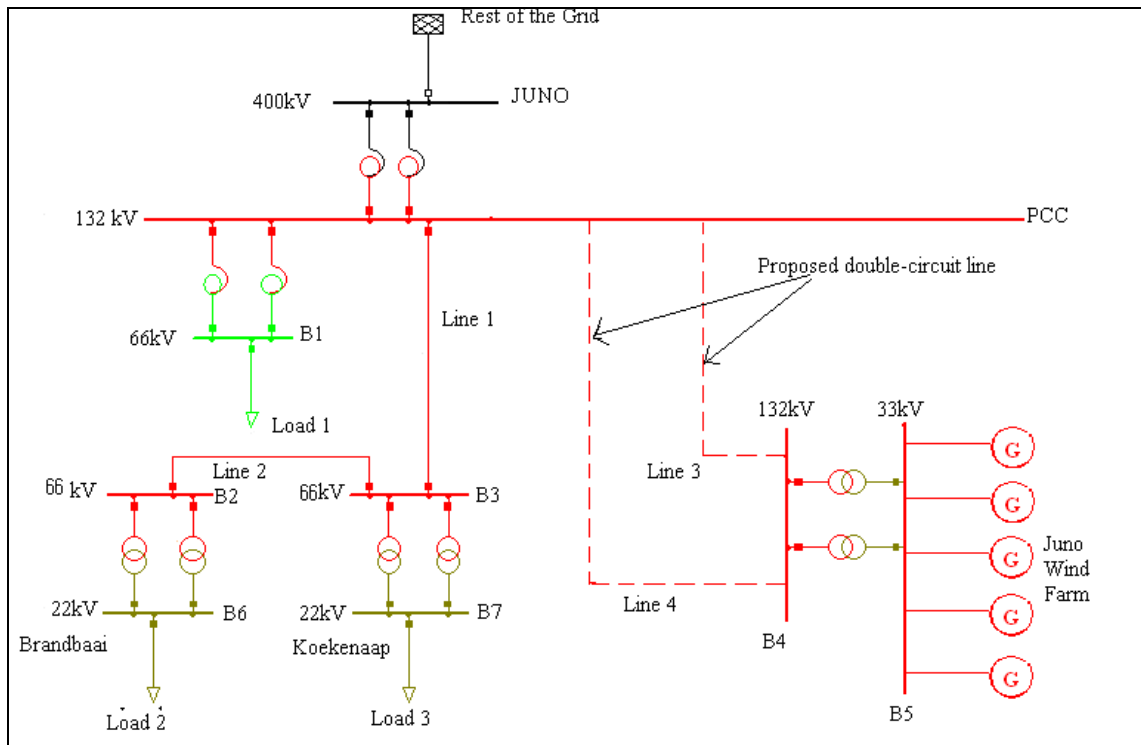 Rest of the Grid
400kV
JUNO
132 kV
PCC
Proposed double-circuit line
66kV
B1
Line 1
Load 1
132kV
33kV
Line 2
Line 3
66 kV
B2
66kV
B3
G
G
G
G
G
Juno
Wind
Farm
22kV
B6
22kV
B7
Line 4
B4
Brandbaai
Koekenaap
B5
Load 2
Load 3